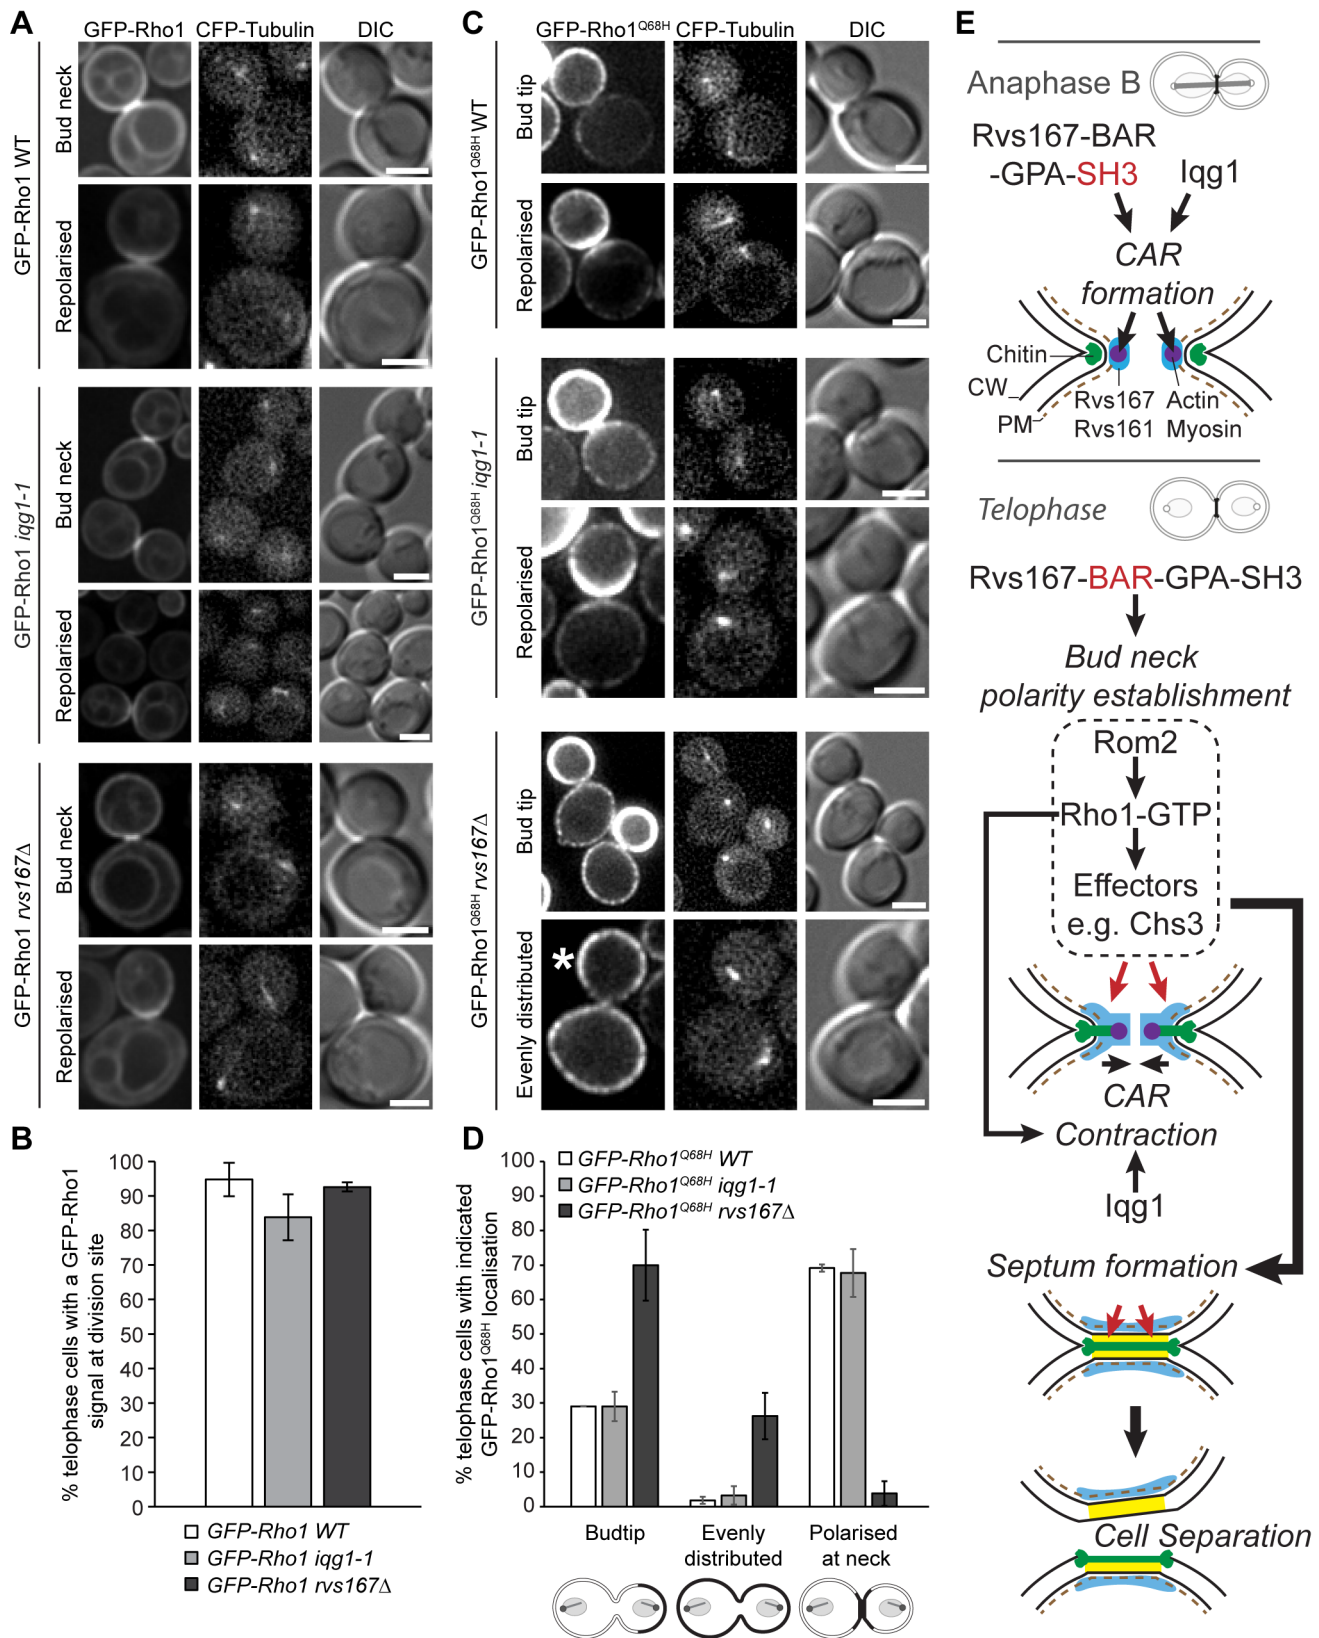 A
GFP-Rho1 CFP-Tubulin DIC
GFP-Rho1 WT
Bud neck
Repolarised
GFP-Rho1 iqg1-1
Bud neck
Repolarised
GFP-Rho1 rvs167Δ
Bud neck
Repolarised
B
% telophase cells with a GFP-Rho1
signal at division site
100
90
80
70
60
50
40
30
20
10
0
GFP-Rho1 WT
GFP-Rho1 iqg1-1
GFP-Rho1 rvs167Δ
C
GFP-Rho1Q68H CFP-Tubulin DIC
GFP-Rho1Q68H WT
Bud tip
Repolarised
GFP-Rho1Q68H iqg1-1
Bud tip
Repolarised
GFP-Rho1Q68H rvs167Δ
Bud tip
Evenly distributed
*
D
% telophase cells with indicated
GFP-Rho1Q68H localisation
100
90
80
70
60
50
40
30
20
10
0
GFP-Rho1Q68H WT
GFP-Rho1Q68H iqg1-1
GFP-Rho1Q68H rvs167Δ
Budtip
Evenly
distributed
Polarised
at neck
E
Anaphase B
Rvs167-BAR
-GPA-SH3 Iqg1
CAR
formation
Chitin
CW
PM
Rvs167 Actin
Rvs161 Myosin
Telophase
Rvs167-BAR-GPA-SH3
Bud neck
polarity establishment
Rom2
Rho1-GTP
Effectors
e.g. Chs3
CAR
Contraction
Iqg1
Septum formation
Cell Separation